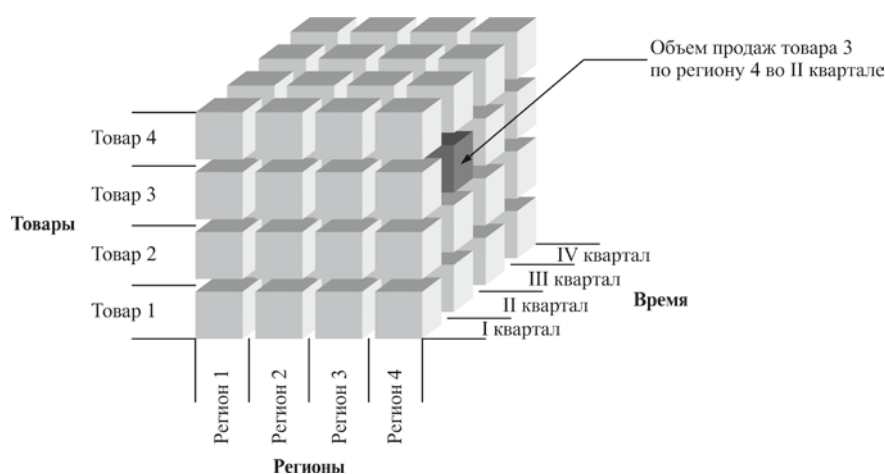 Объем продаж товара 3
по региону 4 во II квартале
Товар 4
Товар 3
Товары
Товар 2
Товар 1
IV квартал
III квартал
II квартал
I квартал
Время
Регион 1
Регион 2
Регион 3
Регион 4
Регионы